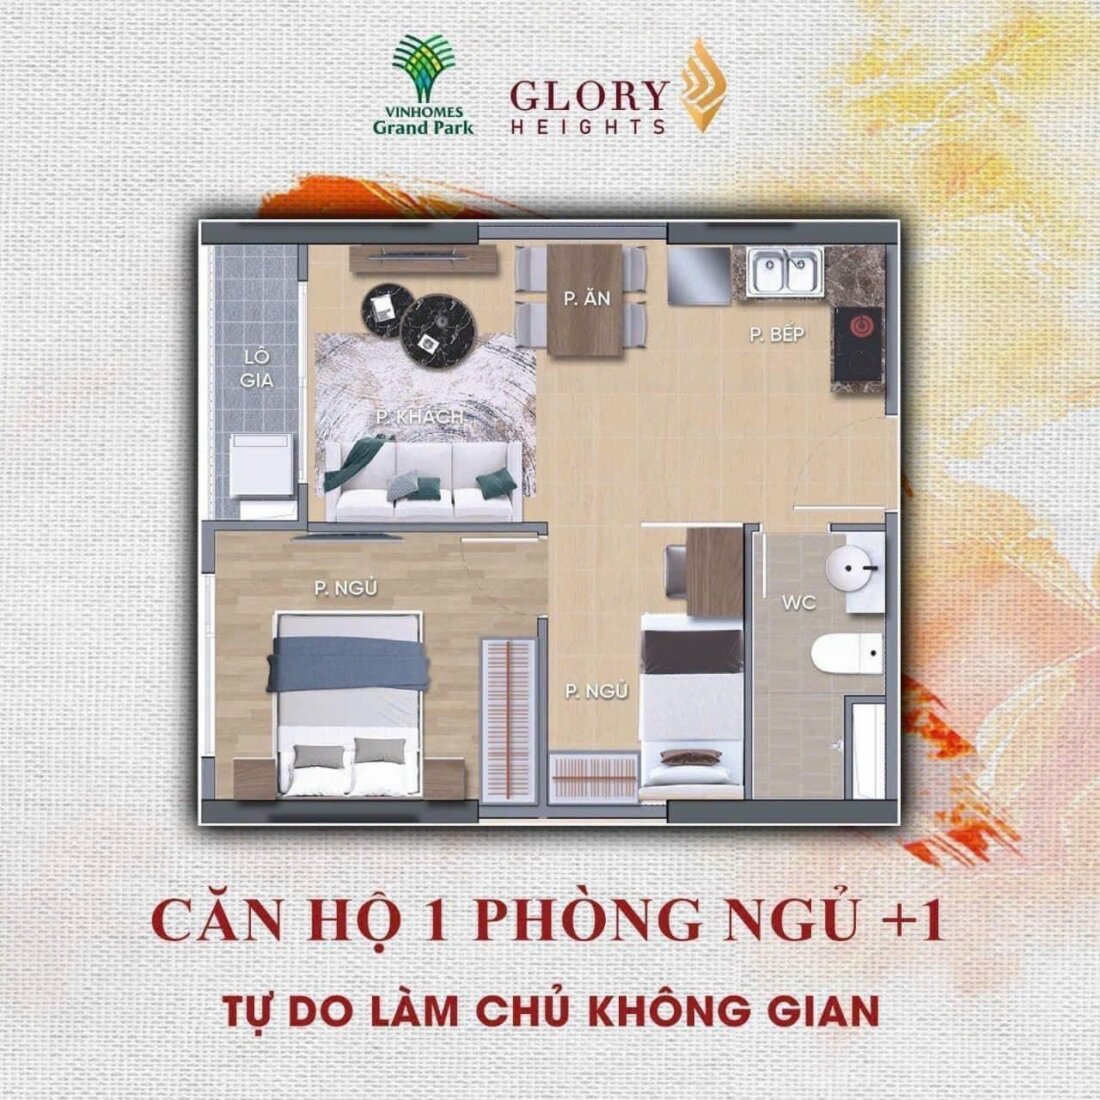 VINHOMES
Grand Park
GLORY
HEIGHTS
P. ĂN
P. BẾP
LÔ
GIA
P. KHÁCH
P. NGỦ
WC
P. NGỦ
CĂN HỘ 1 PHÒNG NGỦ +1
TỰ DO LÀM CHỦ KHÔNG GIAN